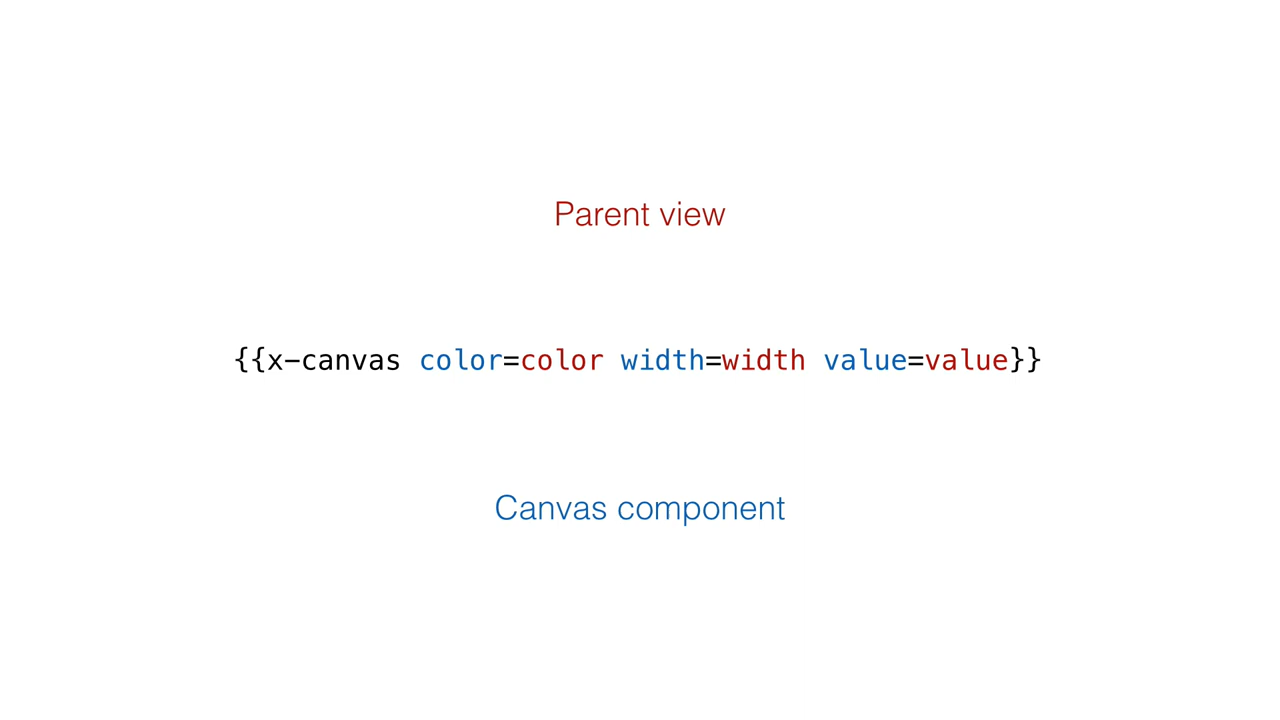 Parent view
{{x-canvas color=color width=width value=value}}
Canvas component